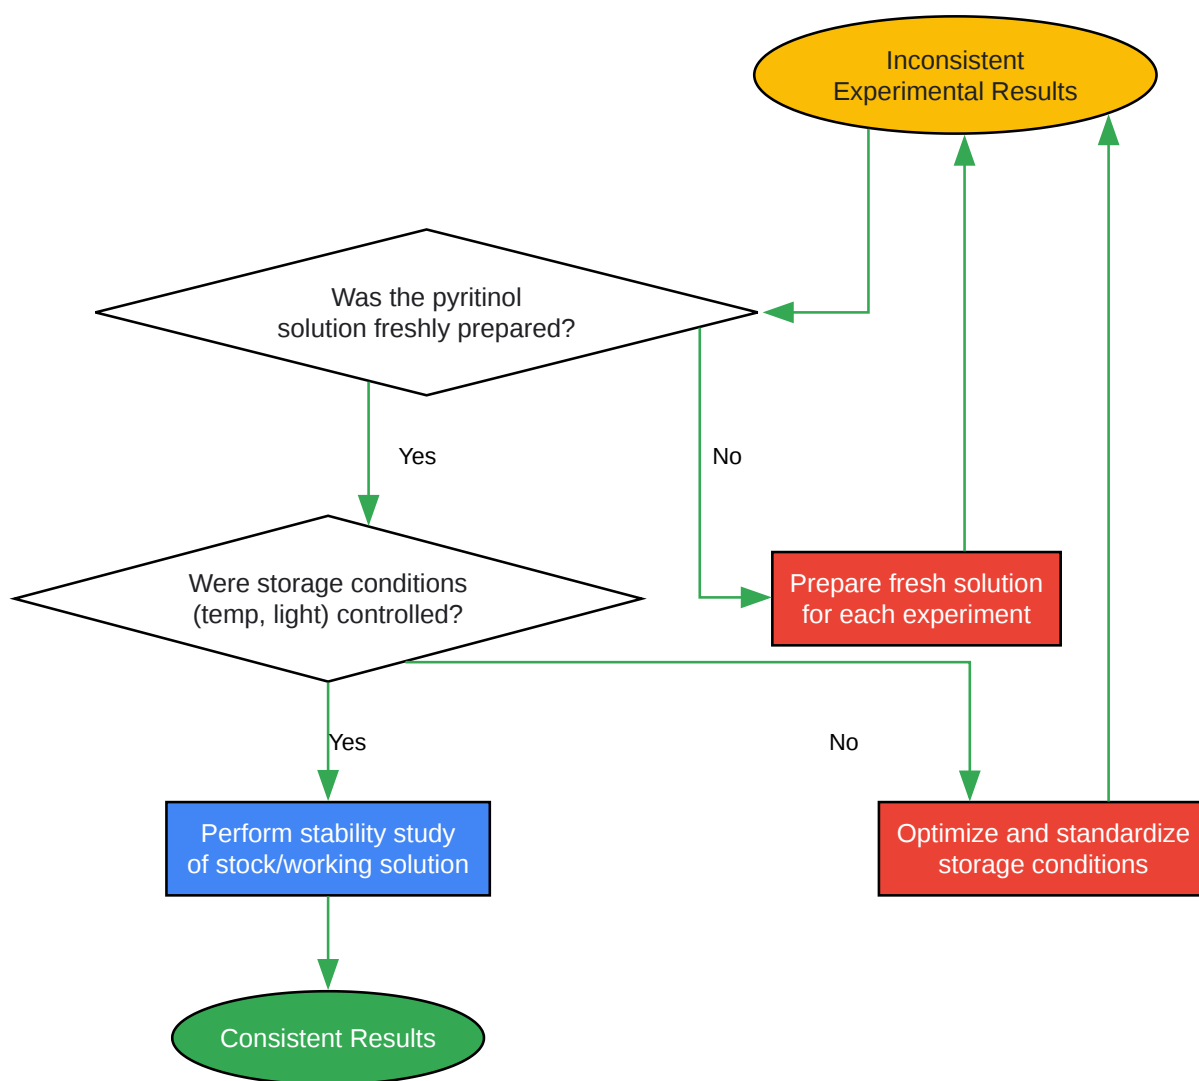 Inconsistent
Experimental Results
Was the pyritinol
solution freshly prepared?
Yes
No
Were storage conditions
(temp, light) controlled?
Prepare fresh solution
for each experiment
Yes
No
Perform stability study
of stock/working solution
Optimize and standardize
storage conditions
Consistent Results